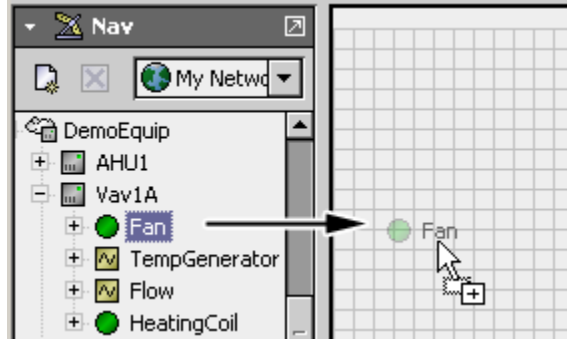 Nav
My Netwo
DemoEquip
AHU1
Vav1A
Fan
Fan
TempGenerator
Flow
HeatingCoil